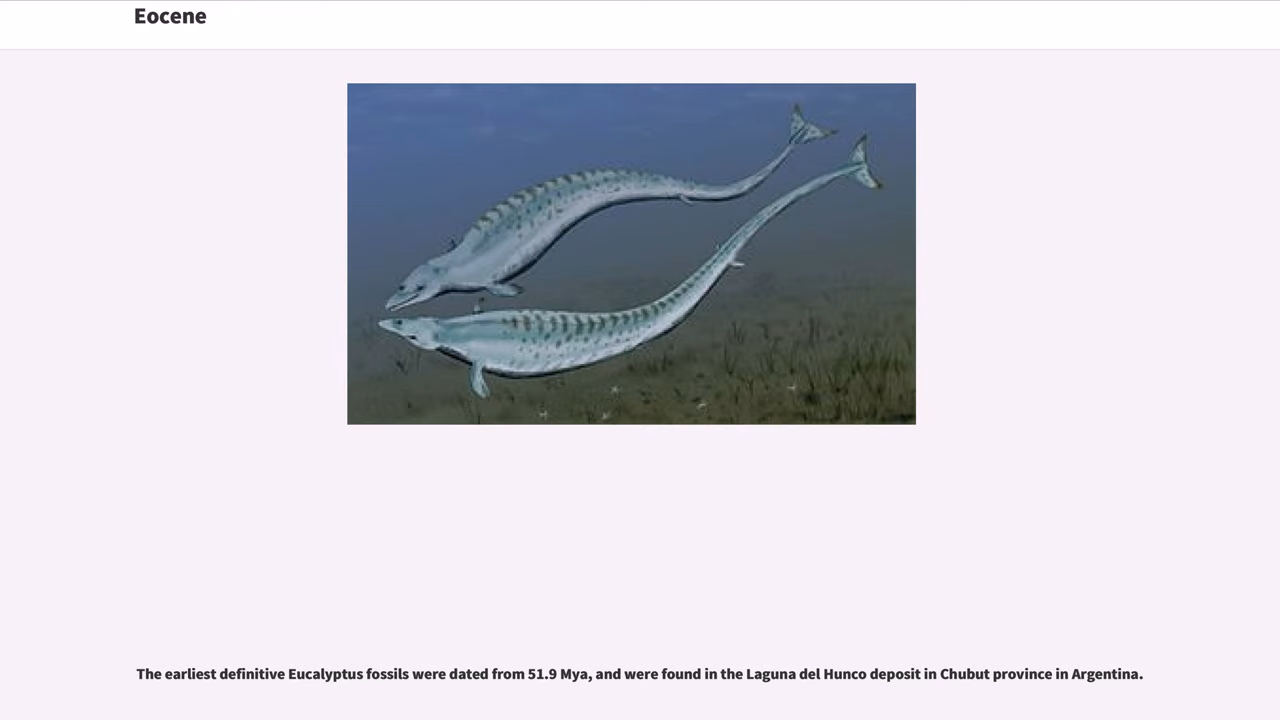 Eocene
The earliest definitive Eucalyptus fossils were dated from 51.9 Mya, and were found in the Laguna del Hunco deposit in Chubut province in Argentina.